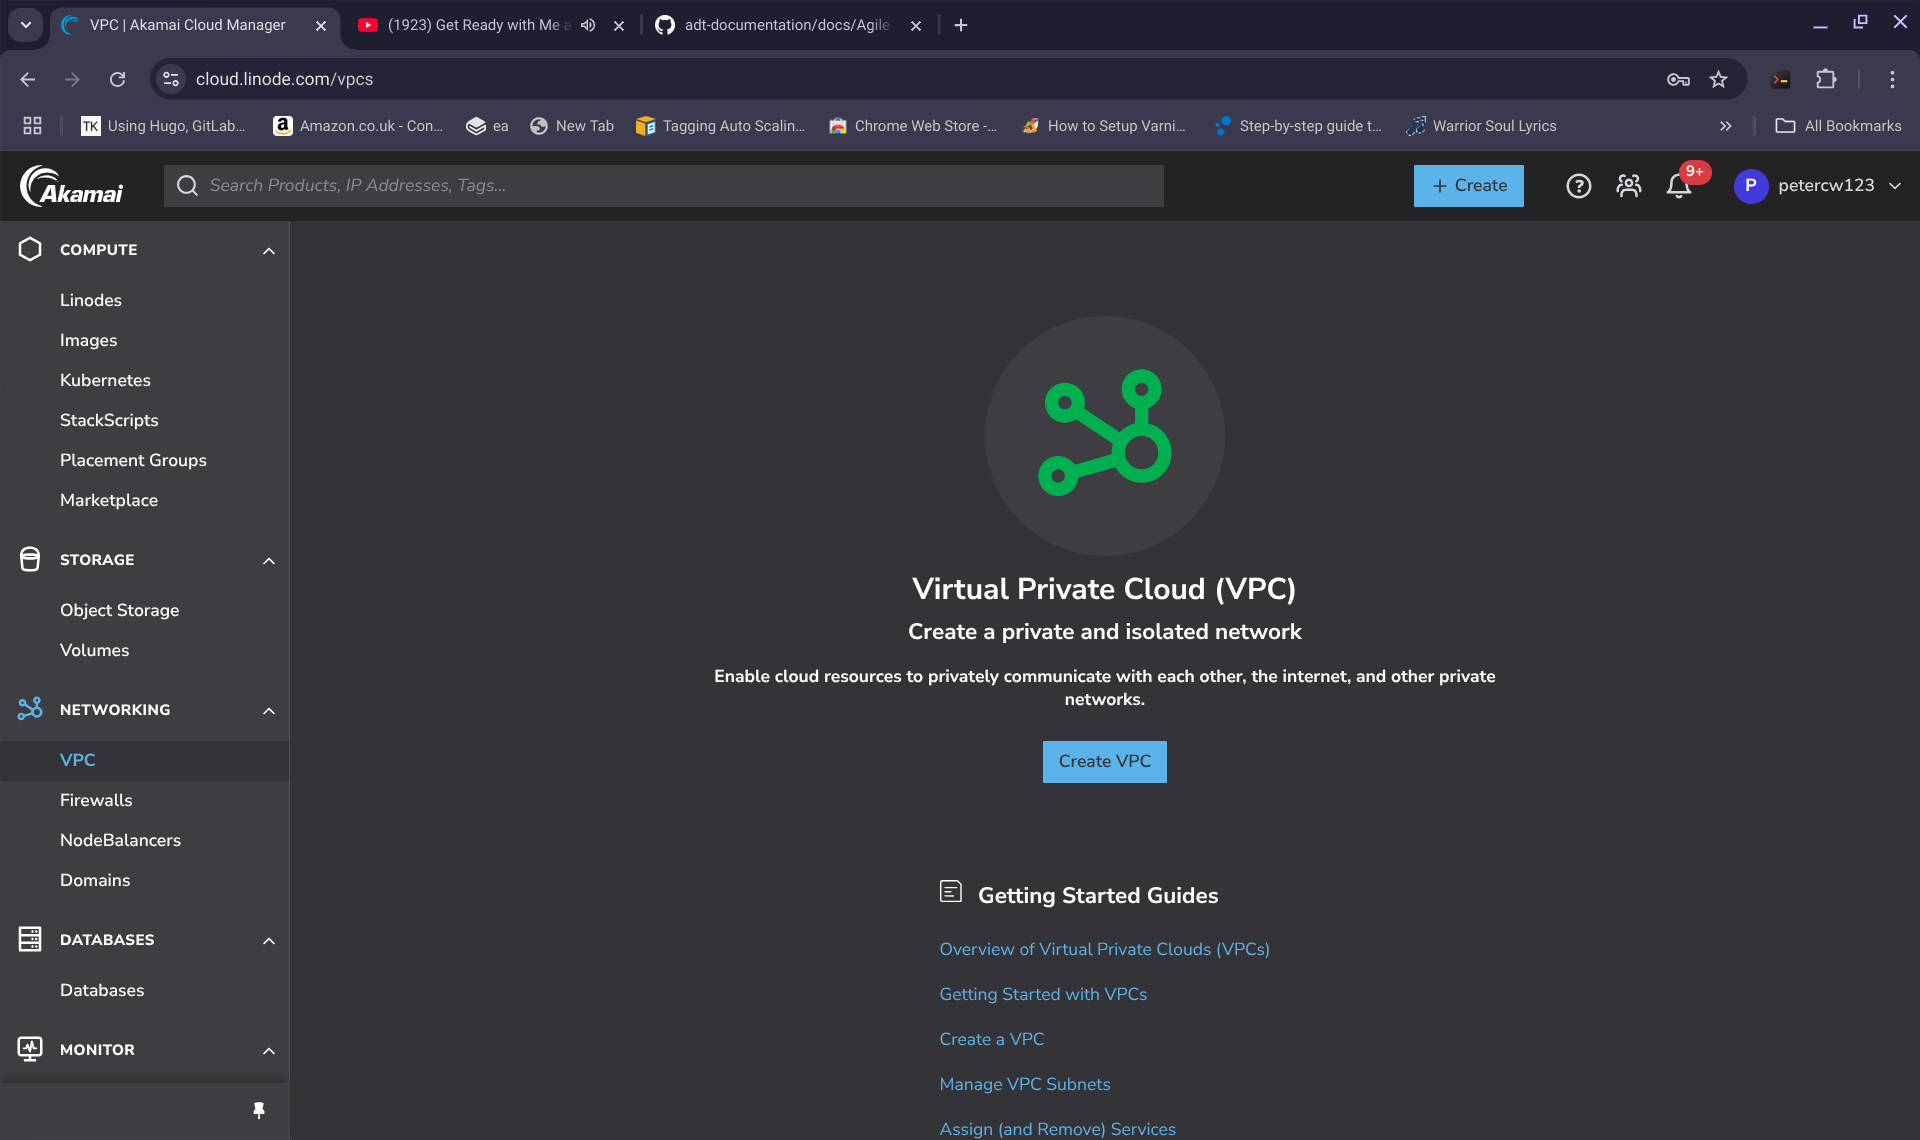 VPC | Akamai Cloud Manager
(1923) Get Ready with Me a
adt-documentation/docs/Agile
cloud.linode.com/vpcs
TK Using Hugo, GitLab...
Amazon.co.uk - Con...
ea
New Tab
Tagging Auto Scalin...
Chrome Web Store -...
How to Setup Varni...
Step-by-step guide t...
Warrior Soul Lyrics
All Bookmarks
Akamai
Search Products, IP Addresses, Tags...
+ Create
9+
P petercw123
COMPUTE
Linodes
Images
Kubernetes
StackScripts
Placement Groups
Marketplace
STORAGE
Object Storage
Volumes
NETWORKING
VPC
Firewalls
NodeBalancers
Domains
DATABASES
Databases
MONITOR
Virtual Private Cloud (VPC)
Create a private and isolated network
Enable cloud resources to privately communicate with each other, the internet, and other private
networks.
Create VPC
Getting Started Guides
Overview of Virtual Private Clouds (VPCs)
Getting Started with VPCs
Create a VPC
Manage VPC Subnets
Assign (and Remove) Services